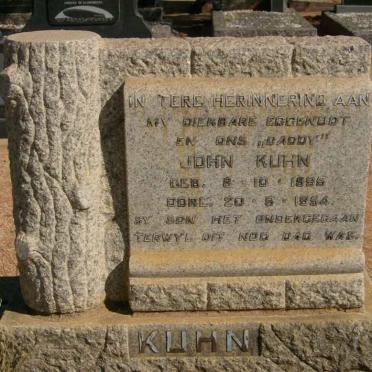 IN TERE HERINNERING AAN
MY DIERBARE EGGENOOT
EN ONS „DADDY"
JOHN KUHN
GEB. 8-10-1896
OORL. 20-6-1954.
SY SON HET ONDERGEGAAN
TERWYL DIT NOG DAG WAS.
KUHN